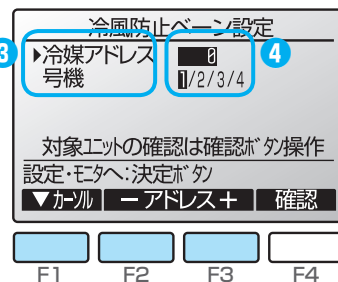 冷風防止ベーン設定
3 ▶冷媒アドレス 0 4
号機 1/2/3/4
対象ユニットの確認は確認ボタン操作
設定・モニタへ:決定ボタン
▼カーソル － アドレス＋ 確認
F1 F2 F3 F4